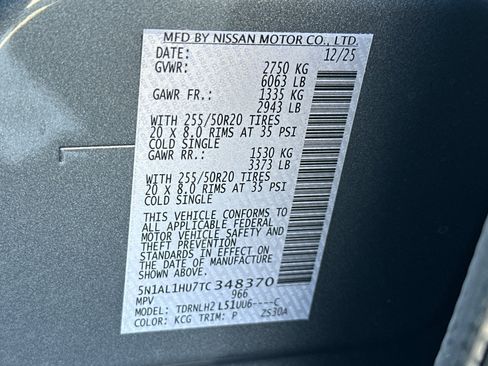 MFD BY NISSAN MOTOR CO., LTD.
DATE: 12/25
GVWR: 2750 KG
6063 LB
GAWR FR.: 1335 KG
2943 LB
WITH 255/50R20 TIRES
20 X 8.0 RIMS AT 35 PSI
COLD SINGLE
GAWR RR.: 1530 KG
3373 LB
WITH 255/50R20 TIRES
20 X 8.0 RIMS AT 35 PSI
COLD SINGLE
THIS VEHICLE CONFORMS TO
ALL APPLICABLE FEDERAL
MOTOR VEHICLE SAFETY AND
THEFT PREVENTION
STANDARDS IN EFFECT ON
THE DATE OF MANUFACTURE
SHOWN ABOVE.
5N1AL1HU7TC348370
MPV 966
MODEL: TDRNLH2L51UU6----C
COLOR: KCG TRIM: P ZS30A